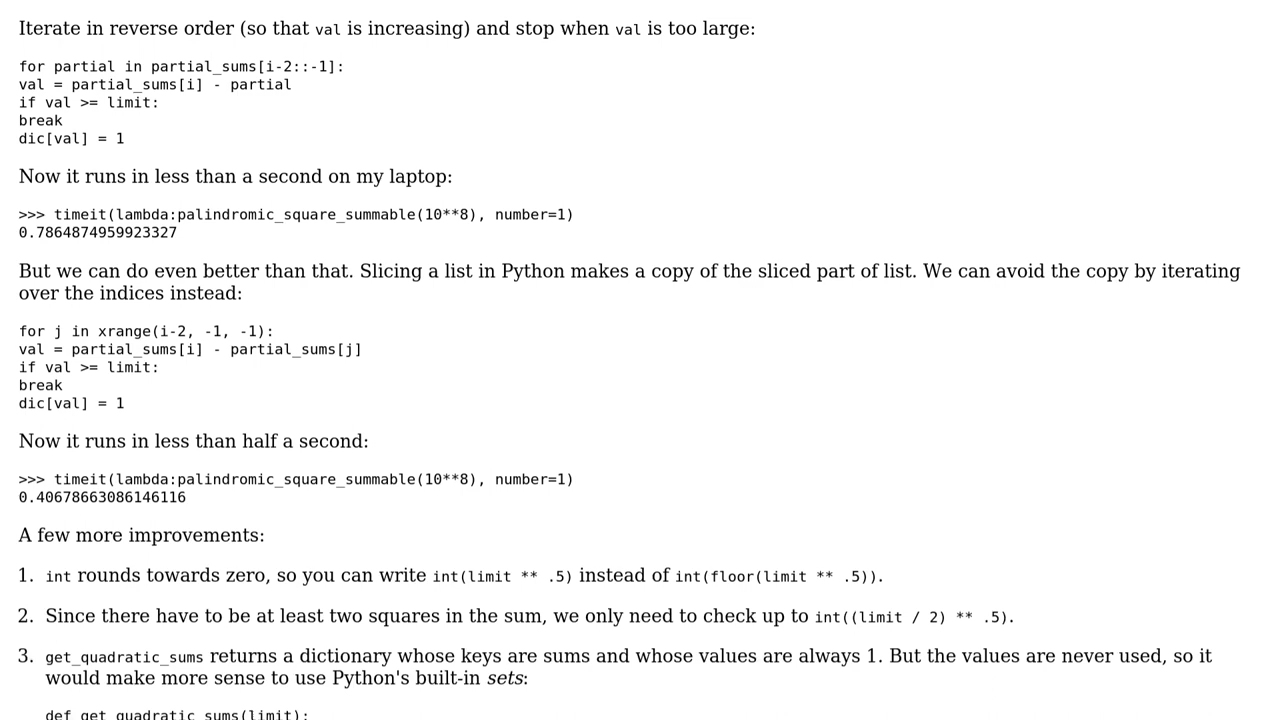 Iterate in reverse order (so that val is increasing) and stop when val is too large:
for partial in partial_sums[i-2::-1]:
val = partial_sums[i] - partial
if val >= limit:
break
dic[val] = 1
Now it runs in less than a second on my laptop:
>>> timeit(lambda:palindromic_square_summable(10**8), number=1)
0.7864874959923327
But we can do even better than that. Slicing a list in Python makes a copy of the sliced part of list. We can avoid the copy by iterating
over the indices instead:
for j in xrange(i-2, -1, -1):
val = partial_sums[i] - partial_sums[j]
if val >= limit:
break
dic[val] = 1
Now it runs in less than half a second:
>>> timeit(lambda:palindromic_square_summable(10**8), number=1)
0.40678663086146116
A few more improvements:
1. int rounds towards zero, so you can write int(limit ** .5) instead of int(floor(limit ** .5)).
2. Since there have to be at least two squares in the sum, we only need to check up to int((limit / 2) ** .5).
3. get_quadratic_sums returns a dictionary whose keys are sums and whose values are always 1. But the values are never used, so it
would make more sense to use Python's built-in sets:
def get_quadratic_sums(limit):